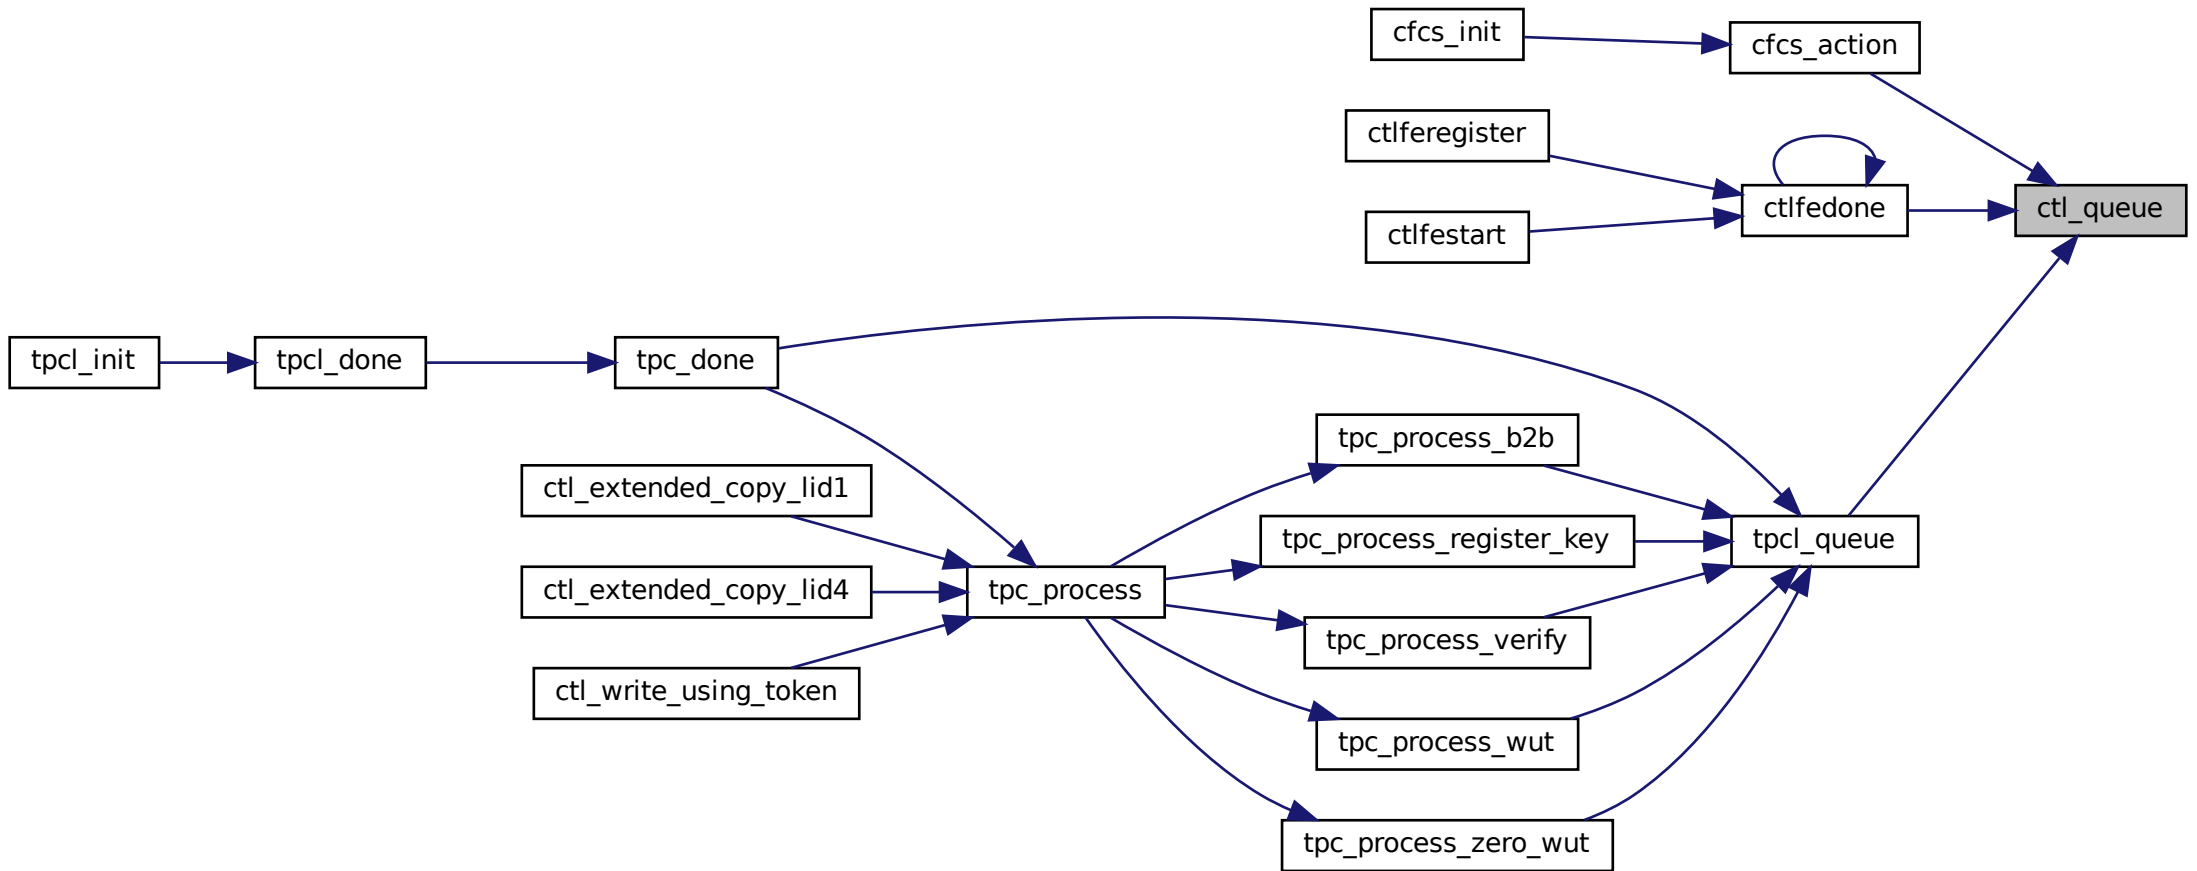 cfcs_init
cfcs_action
ctlferegister
ctlfedone
ctl_queue
ctlfestart
tpcl_init
tpcl_done
tpc_done
tpc_process_b2b
ctl_extended_copy_lid1
tpc_process_register_key
tpcl_queue
ctl_extended_copy_lid4
tpc_process
tpc_process_verify
ctl_write_using_token
tpc_process_wut
tpc_process_zero_wut